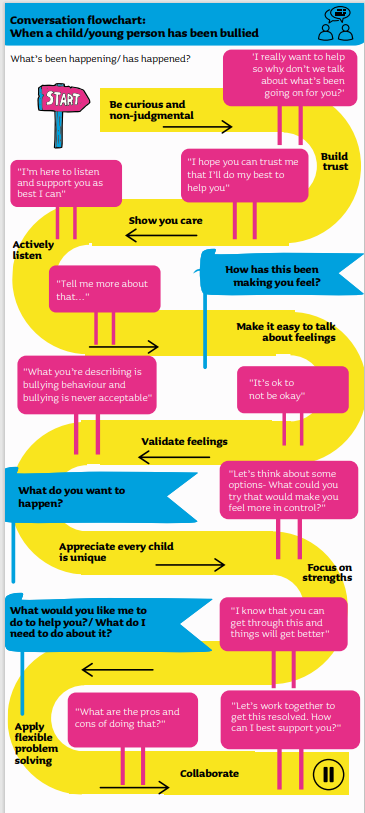 Conversation flowchart:
When a child/young person has been bullied
What's been happening/ has happened?
'I really want to help
so why don't we talk
about what's been
going on for you?'
START
Be curious and
non-judgmental
Build
trust
"I hope you can trust me
that I'll do my best to
help you"
"I'm here to listen
and support you as
best I can"
Show you care
Actively
listen
How has this been
making you feel?
"Tell me more about
that..."
Make it easy to talk
about feelings
"What you're describing is
bullying behaviour and
bullying is never acceptable"
"It's ok to
not be okay"
Validate feelings
"Let's think about some
options- What could you
try that would make you
feel more in control?"
What do you want to
happen?
Appreciate every child
is unique
Focus on
strengths
What would you like me to
do to help you?/ What do I
need to do about it?
"I know that you can
get through this and
things will get better"
"What are the pros and
cons of doing that?"
"Let's work together to
get this resolved. How
can I best support you?"
Apply
flexible
problem
solving
Collaborate